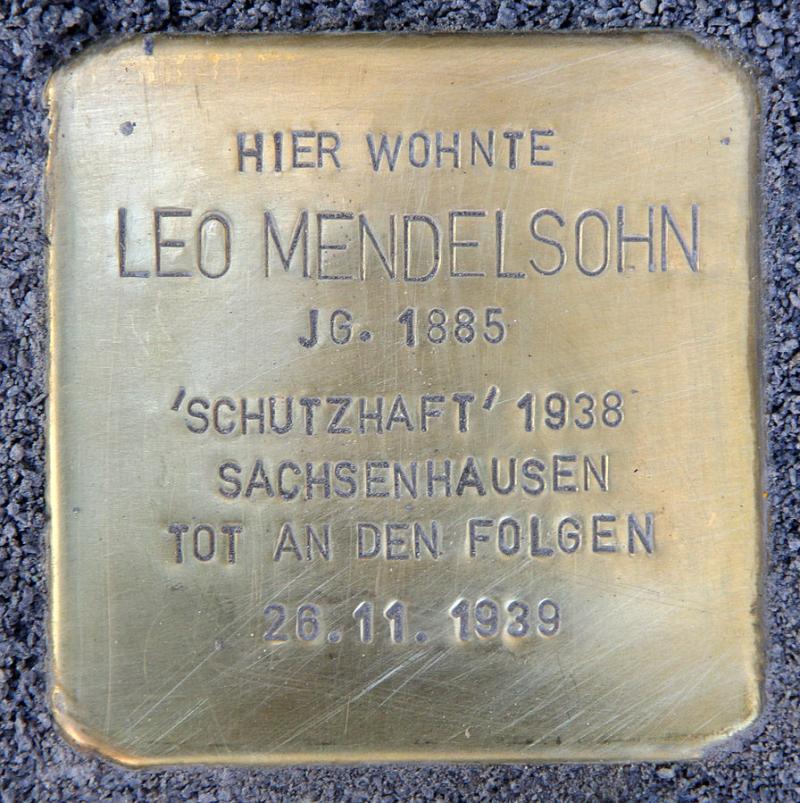 HIER WOHNTE
LEO MENDELSOHN
JG. 1885
'SCHUTZHAFT' 1938
SACHSENHAUSEN
TOT AN DEN FOLGEN
26.11.1939